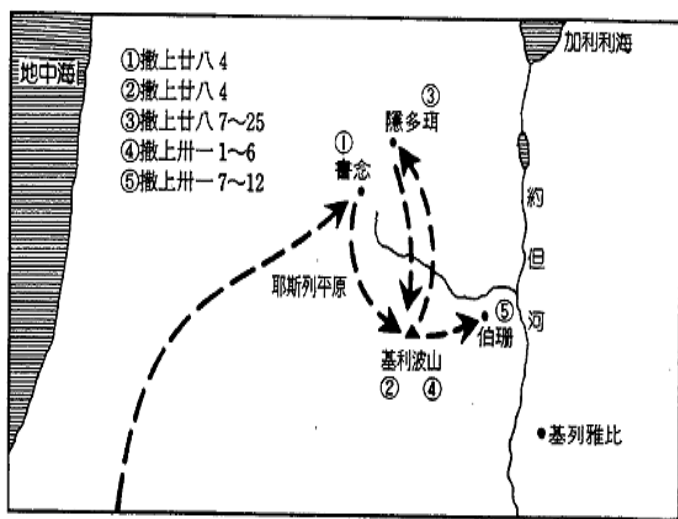 地中海
①撒上廿八 4
②撒上廿八 4
③撒上廿八 7～25
④撒上卅一 1～6
⑤撒上卅一 7～12
加利利海
③
隱多珥
①
書念
約但河
耶斯列平原
⑤
伯珊
基利波山
② ④
基列雅比